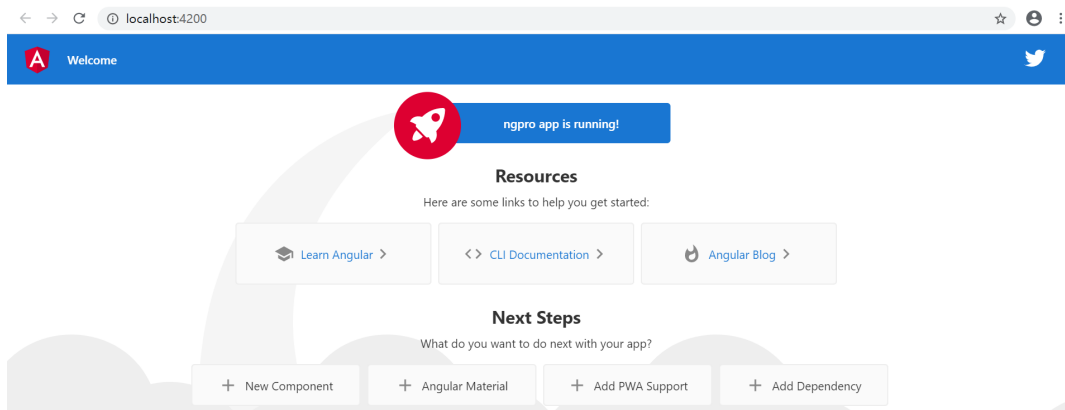 localhost:4200
A
Welcome
ngpro app is running!
Resources
Here are some links to help you get started:
Learn Angular
CLI Documentation
Angular Blog
Next Steps
What do you want to do next with your app?
New Component
Angular Material
Add PWA Support
Add Dependency